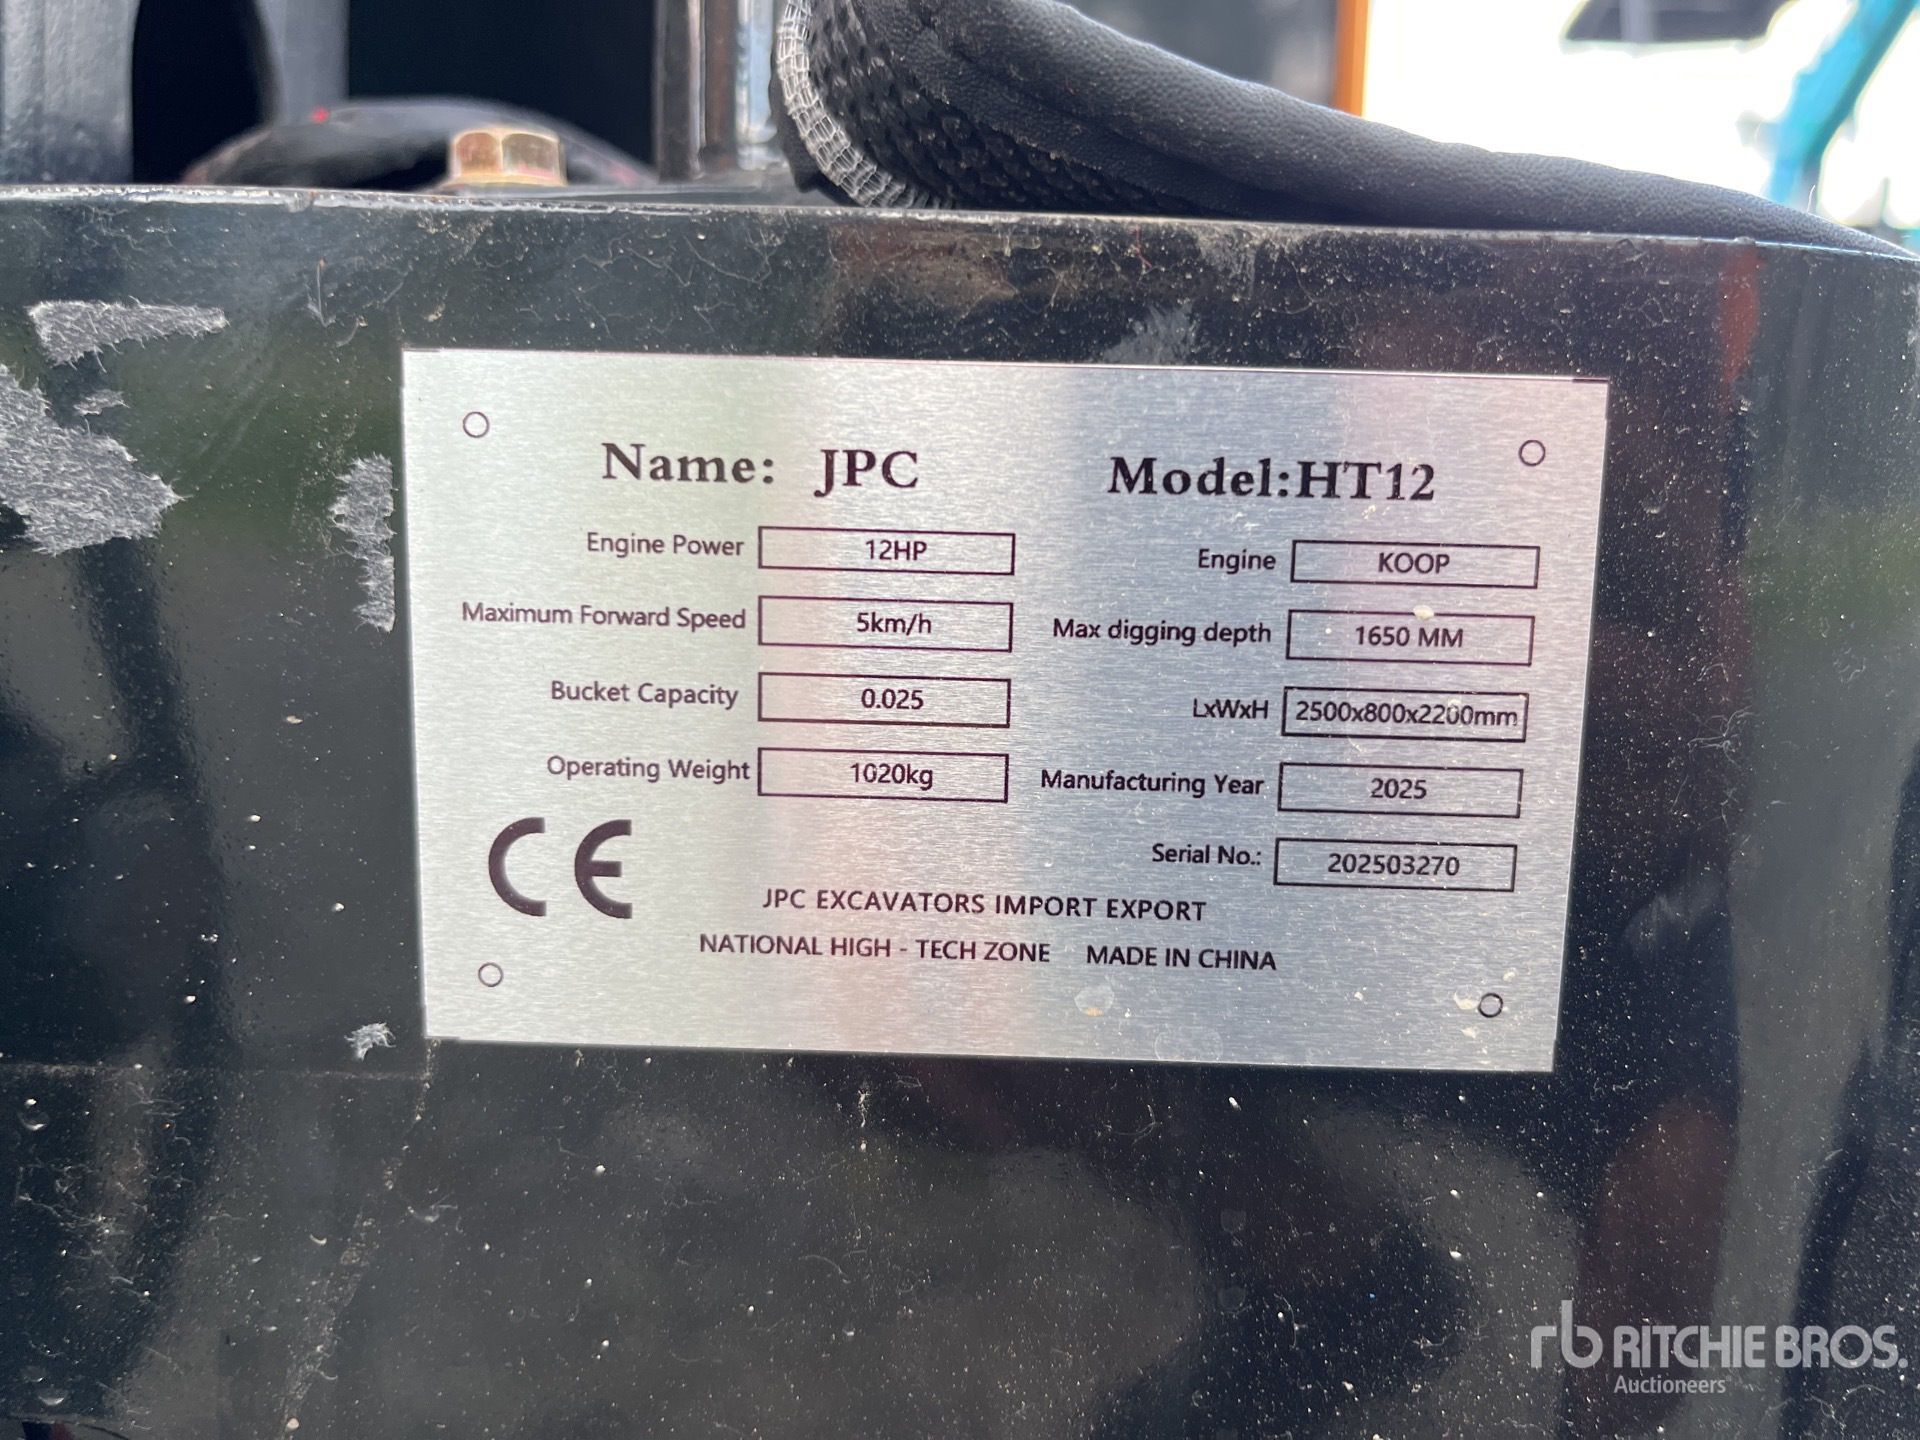 Name: JPC Model:HT12
Engine Power 12HP Engine KOOP
Maximum Forward Speed 5km/h Max digging depth 1650 MM
Bucket Capacity 0.025 LxWxH 2500x800x2200mm
Operating Weight 1020kg Manufacturing Year 2025
Serial No.: 202503270
CE
JPC EXCAVATORS IMPORT EXPORT
NATIONAL HIGH - TECH ZONE MADE IN CHINA
rb RITCHIE BROS.
Auctioneers